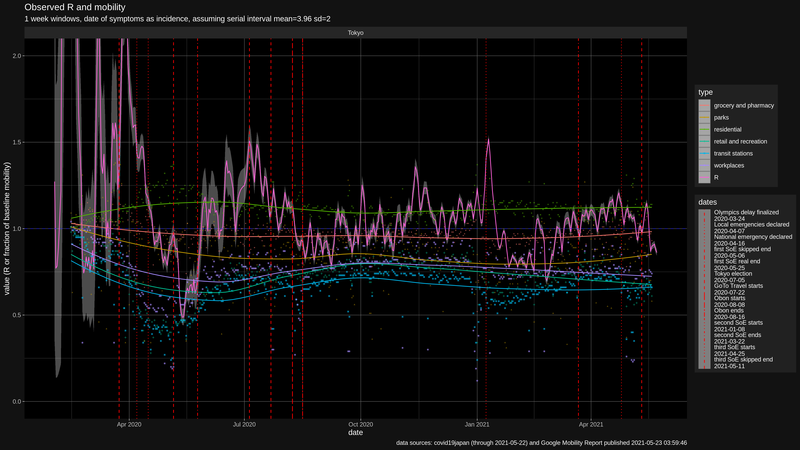 Observed R and mobility
1 week windows, date of symptoms as incidence, assuming serial interval mean=3.96 sd=2
Tokyo
value (R or fraction of baseline mobility)
2.0
1.5
1.0
0.5
0.0
Apr 2020
Jul 2020
Oct 2020
Jan 2021
Apr 2021
date
type
grocery and pharmacy
parks
residential
retail and recreation
transit stations
workplaces
R
dates
Olympics delay finalized
2020-03-24
Local emergencies declared
2020-04-07
National emergency declared
2020-04-16
first SoE skipped end
2020-05-06
first SoE real end
2020-05-25
Tokyo election
2020-07-05
GoTo Travel starts
2020-07-22
Obon starts
2020-08-08
Obon ends
2020-08-16
second SoE starts
2021-01-08
second SoE ends
2021-03-22
third SoE starts
2021-04-25
third SoE skipped end
2021-05-11
data sources: covid19japan (through 2021-05-22) and Google Mobility Report published 2021-05-23 03:59:46